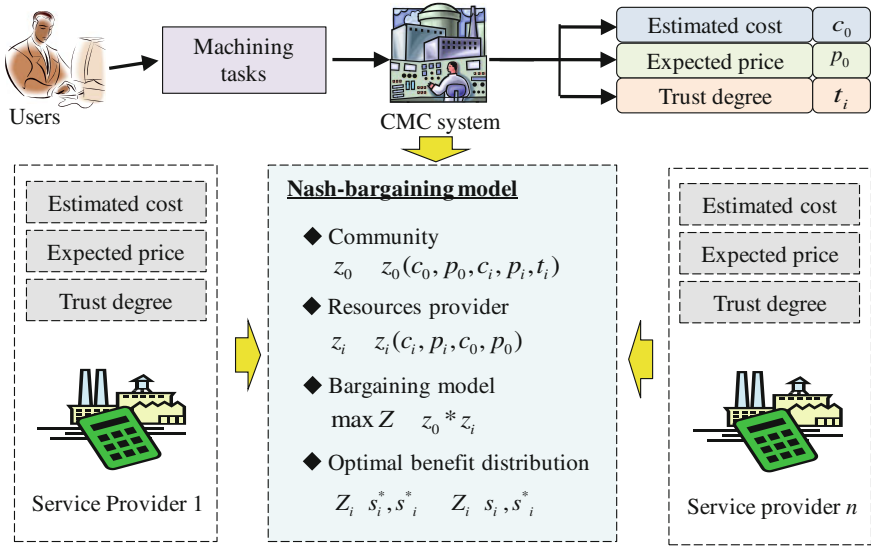 Users
Machining tasks
CMC system
Estimated cost c₀
Expected price p₀
Trust degree tᵢ
Estimated cost
Expected price
Trust degree
Service Provider 1
Nash-bargaining model
◆ Community
z₀ z₀(c₀, p₀, cᵢ, pᵢ, tᵢ)
◆ Resources provider
zᵢ zᵢ(cᵢ, pᵢ, c₀, p₀)
◆ Bargaining model
max Z z₀ * zᵢ
◆ Optimal benefit distribution
Zᵢ sᵢ*, s*ᵢ Zᵢ sᵢ, s*ᵢ
Estimated cost
Expected price
Trust degree
Service provider n